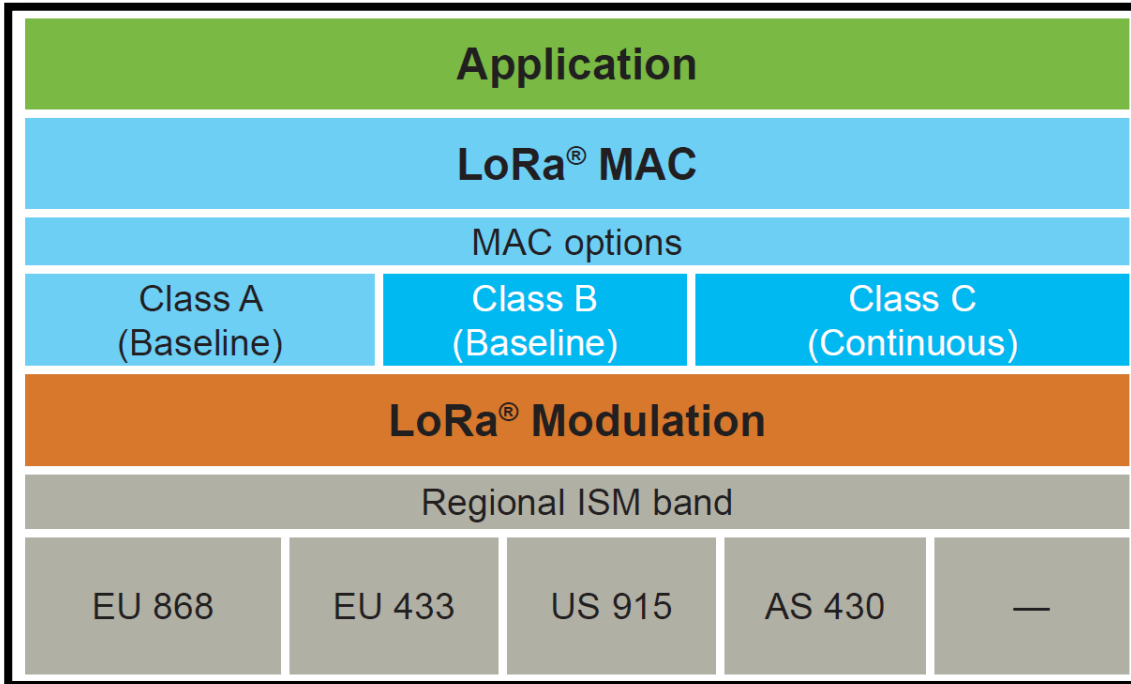 Application
LoRa® MAC
MAC options
Class A
(Baseline)
Class B
(Baseline)
Class C
(Continuous)
LoRa® Modulation
Regional ISM band
EU 868
EU 433
US 915
AS 430
—